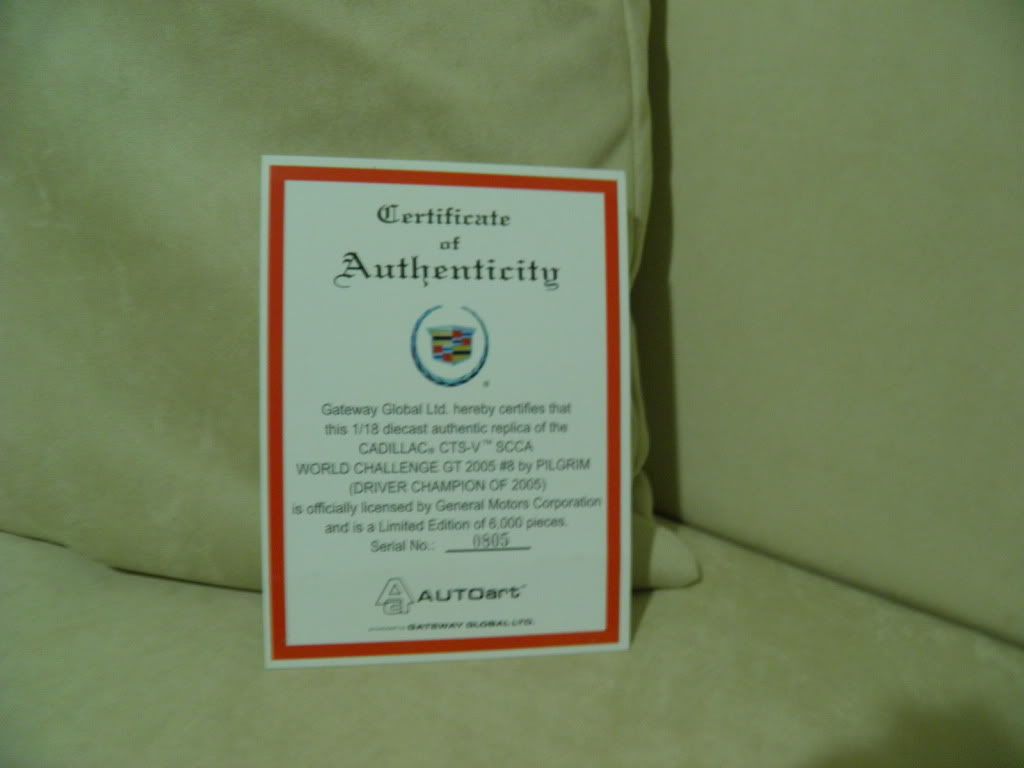 Certificate
of
Authenticity
Gateway Global Ltd. hereby certifies that
this 1/18 diecast authentic replica of the
CADILLAC® CTS-V™ SCCA
WORLD CHALLENGE GT 2005 #8 by PILGRIM
(DRIVER CHAMPION OF 2005)
is officially licensed by General Motors Corporation
and is a Limited Edition of 6,000 pieces.
Serial No.: 0805
AUTOart™
GATEWAY GLOBAL LTD.